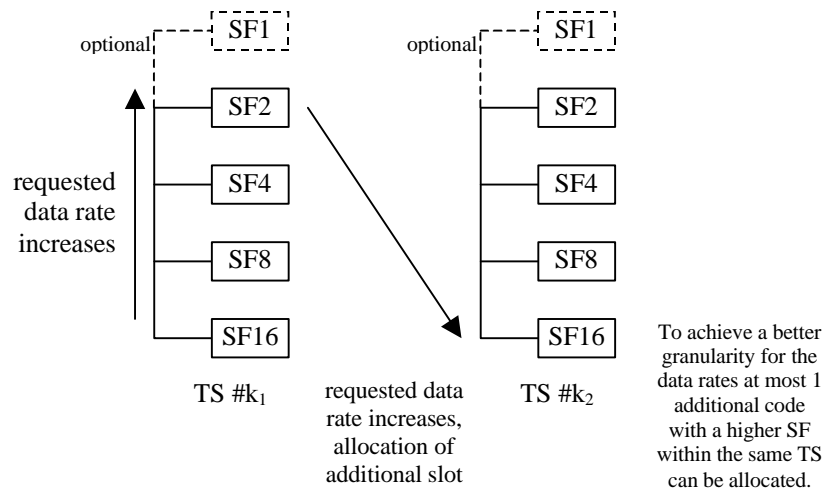 optional
SF1
SF2
SF4
SF8
SF16
requested
data rate
increases
TS #k1
optional
SF1
SF2
SF4
SF8
SF16
TS #k2
requested data
rate increases,
allocation of
additional slot
To achieve a better
granularity for the
data rates at most 1
additional code
with a higher SF
within the same TS
can be allocated.